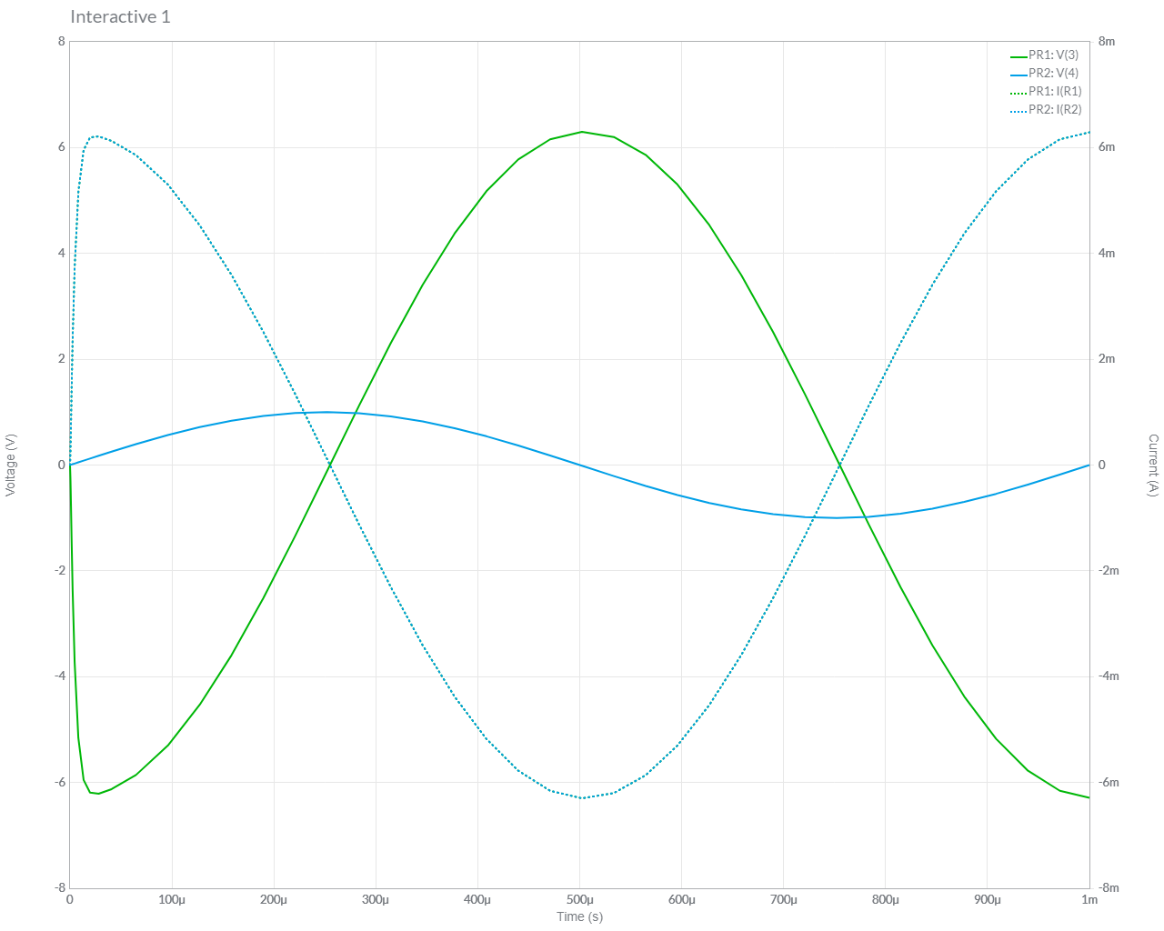 Interactive 1
PR1: V(3)
PR2: V(4)
PR1: I(R1)
PR2: I(R2)
8
6
4
2
0
-2
-4
-6
-8
Voltage (V)
8m
6m
4m
2m
0
-2m
-4m
-6m
-8m
Current (A)
0 100µ 200µ 300µ 400µ 500µ 600µ 700µ 800µ 900µ 1m
Time (s)